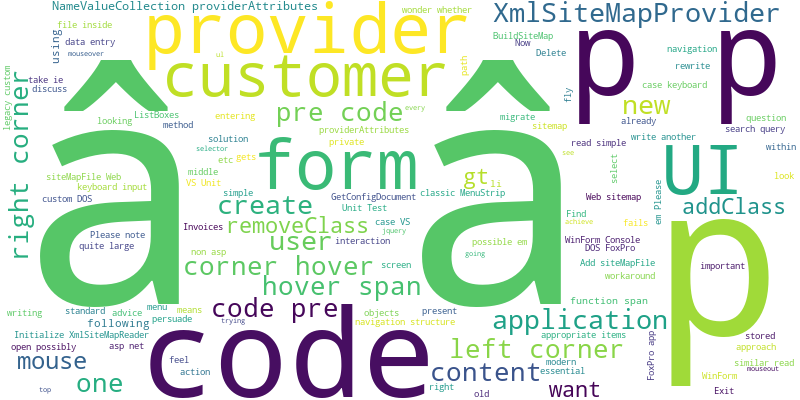 NameValueCollection providerAttributes
wonder whether
XmlSiteMapProvider
file inside
provider
p p
data entry
using
mouseover
ui
BuildSiteMap
Now
Delete
navigation
rewrite
path
customer
take ie
discuss
case keyboard
fly
new
legacy custom
right corner
looking
ListBoxes
method
pre code
entering
every
migrate
already
question
search query
providerAttributes
private
sitemap
solution
selector
etc
gets
â â
form
read simple
write another
within
siteMapFile Web
keyboard input
middle
VS Unit
gt
li
see
select
UI
look
custom DOS
simple
GetConfigDocument
classic MenuStrip
Web sitemap
em Please
create
Unit Test
addClass
Please note
quite large
Invoices
removeClass
case VS
jquery
possible em
Find
achieve
fails
user
interaction
WinForm Console
DOS FoxPro
p
non asp
going
important
corner hover
screen
Add siteMapFile
workaround
hover span
writing
standard
advice
menu
means
code pre
objects
present
function span
stored
following
persuade
trying
navigation structure
application
approach
Initialize XmlSiteMapReader
appropriate items
open possibly
asp net
code
left corner
modern
similar read
mouse
feel
action
content
essential
FoxPro app
mouseout
one
right
want
WinForm
top
old
Exit